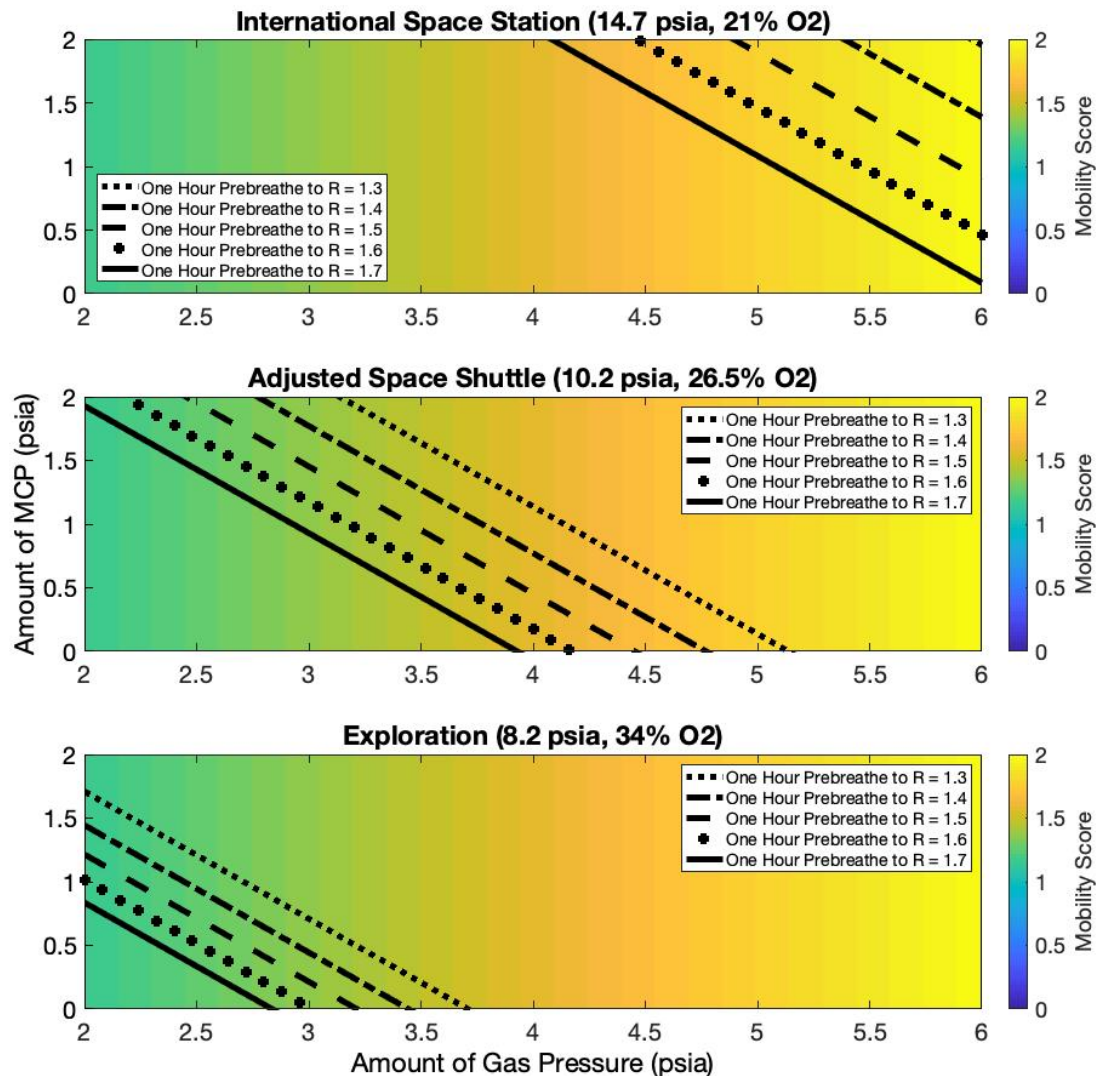 International Space Station (14.7 psia, 21% O2)
2
1.5
1
0.5
0
One Hour Prebreathe to R = 1.3
One Hour Prebreathe to R = 1.4
One Hour Prebreathe to R = 1.5
One Hour Prebreathe to R = 1.6
One Hour Prebreathe to R = 1.7
2 2.5 3 3.5 4 4.5 5 5.5 6
2
1.5
1
0.5
0
Mobility Score
Adjusted Space Shuttle (10.2 psia, 26.5% O2)
Amount of MCP (psia)
2
1.5
1
0.5
0
One Hour Prebreathe to R = 1.3
One Hour Prebreathe to R = 1.4
One Hour Prebreathe to R = 1.5
One Hour Prebreathe to R = 1.6
One Hour Prebreathe to R = 1.7
2 2.5 3 3.5 4 4.5 5 5.5 6
2
1.5
1
0.5
0
Mobility Score
Exploration (8.2 psia, 34% O2)
2
1.5
1
0.5
0
One Hour Prebreathe to R = 1.3
One Hour Prebreathe to R = 1.4
One Hour Prebreathe to R = 1.5
One Hour Prebreathe to R = 1.6
One Hour Prebreathe to R = 1.7
2 2.5 3 3.5 4 4.5 5 5.5 6
Amount of Gas Pressure (psia)
2
1.5
1
0.5
0
Mobility Score